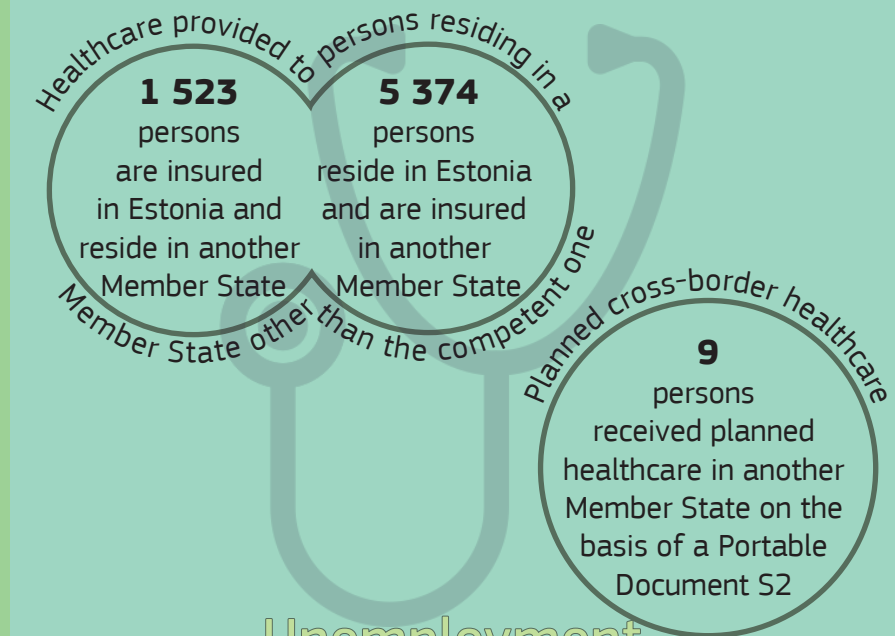 Healthcare provided to persons residing in a
Member State other than the competent one
1 523
persons
are insured
in Estonia and
reside in another
Member State
5 374
persons
reside in Estonia
and are insured
in another
Member State
Planned cross-border healthcare
9
persons
received planned
healthcare in another
Member State on the
basis of a Portable
Document S2
Unemployment